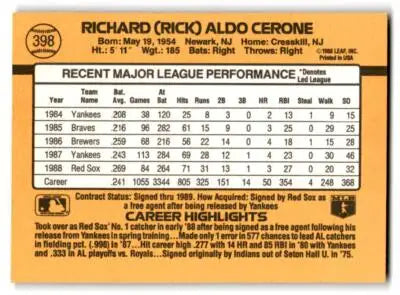 398
RICHARD (RICK) ALDO CERONE
Born: May 19, 1954 Newark, NJ Home: Cresskill, NJ
Ht.: 5' 11" Wgt.: 185 Bats: Right Throws: Right
©1988 LEAF, INC.
Printed in USA
RECENT MAJOR LEAGUE PERFORMANCE
*Denotes Led League
Year Team Name Bat. Avg. Games At Bat Hits Runs 2B 3B HR RBI Steal Walk SO
1984 Yankees .208 38 120 25 8 3 0 2 13 1 9 15
1985 Braves .216 96 282 61 15 9 0 3 25 0 29 25
1986 Brewers .259 68 216 56 22 14 0 4 18 1 15 28
1987 Yankees .243 113 284 69 28 12 1 4 23 0 30 46
1988 Red Sox .269 84 264 71 31 13 1 3 27 0 20 32
Career .241 1055 3344 805 325 151 14 50 354 4 248 368
Contract Status: Signed thru 1989. How Acquired: Signed by Red Sox as
a free agent after being released by Yankees.
CAREER HIGHLIGHTS
Took over as Red Sox' No. 1 catcher in early '88 after signing as a free agent following his
release from Yankees in spring training...Made only 1 error in 577 chances to lead AL catchers
in fielding pct. (.998) in '87...Hit career high .277 with 14 HR and 85 RBI in '80 with Yankees
and .333 in AL playoffs vs. Royals...Signed originally by Indians out of Seton Hall U. in '75.